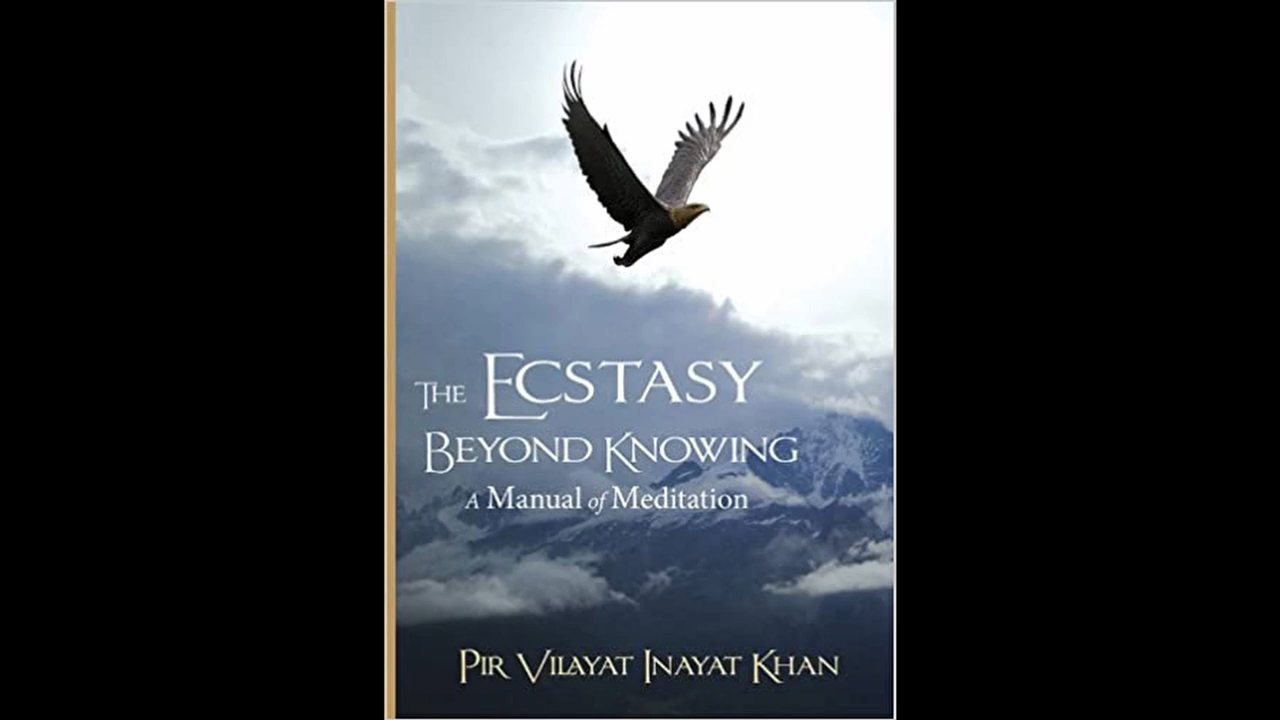 The Ecstasy
Beyond Knowing
A Manual of Meditation
Pir Vilayat Inayat Khan